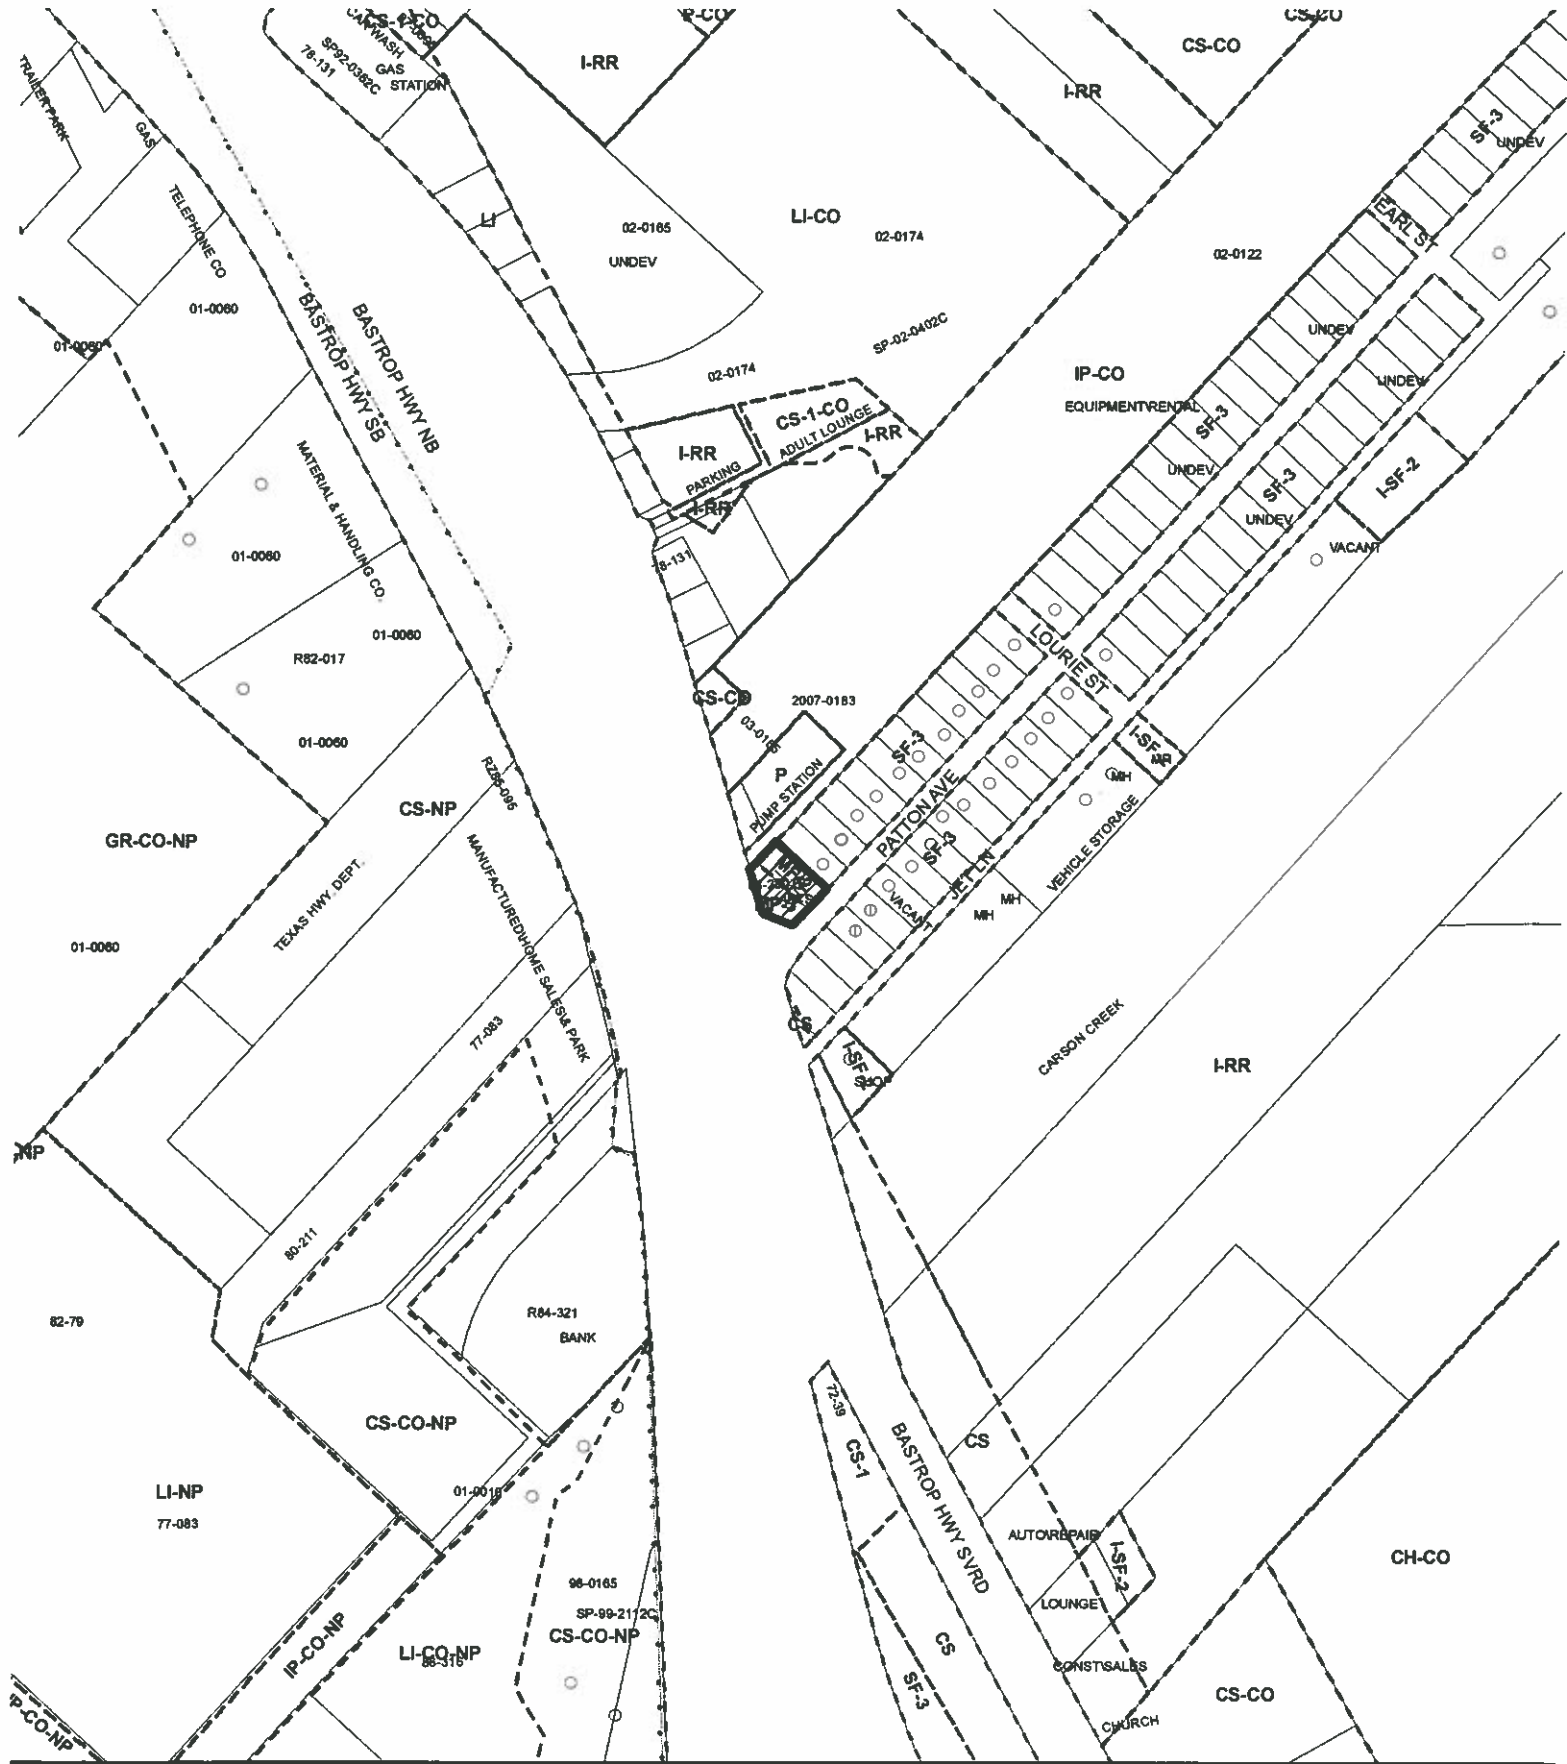 CS-1-CO
CARWASH
GAS
STATION
SP92-0362C
78-131
I-RR
P-CO
CS-CO
CS-CO
I-RR
SF-3
UNDEV
TRAILER PARK
GAS
TELEPHONE CO
01-0060
01-0060
BASTROP HWY SB
BASTROP HWY NB
LI
02-0165
UNDEV
LI-CO
02-0174
02-0122
EARL ST
UNDEV
SP-02-0402C
02-0174
IP-CO
EQUIPMENT\RENTAL
UNDEV
CS-1-CO
ADULT LOUNGE
I-RR
I-RR
PARKING
I-RR
SF-3
UNDEV
SF-3
UNDEV
I-SF-2
VACANT
MATERIAL & HANDLING CO.
01-0060
78-131
01-0060
R82-017
01-0060
LOURIE ST
CS-CO
2007-0183
P
PUMP STATION
SF-3
I-SF-2
MH
VEHICLE STORAGE
PATTON AVE
SF-3
JET LN
VACANT
MH
MH
GR-CO-NP
CS-NP
TEXAS HWY. DEPT.
MANUFACTURED\HOME SALES\& PARK
01-0060
77-083
CS
I-SF-2
SHOP
CARSON CREEK
I-RR
-NP
80-211
82-79
R84-321
BANK
CS-CO-NP
72-39
CS-1
BASTROP HWY SVRD
CS
LI-NP
77-083
AUTO\REPAIR
I-SF-2
LOUNGE
CH-CO
98-0165
SP-99-2112C
CS-CO-NP
IP-CO-NP
LI-CO-NP
CS
SF-3
CONST\SALES
CS-CO
CHURCH
IP-CO-NP